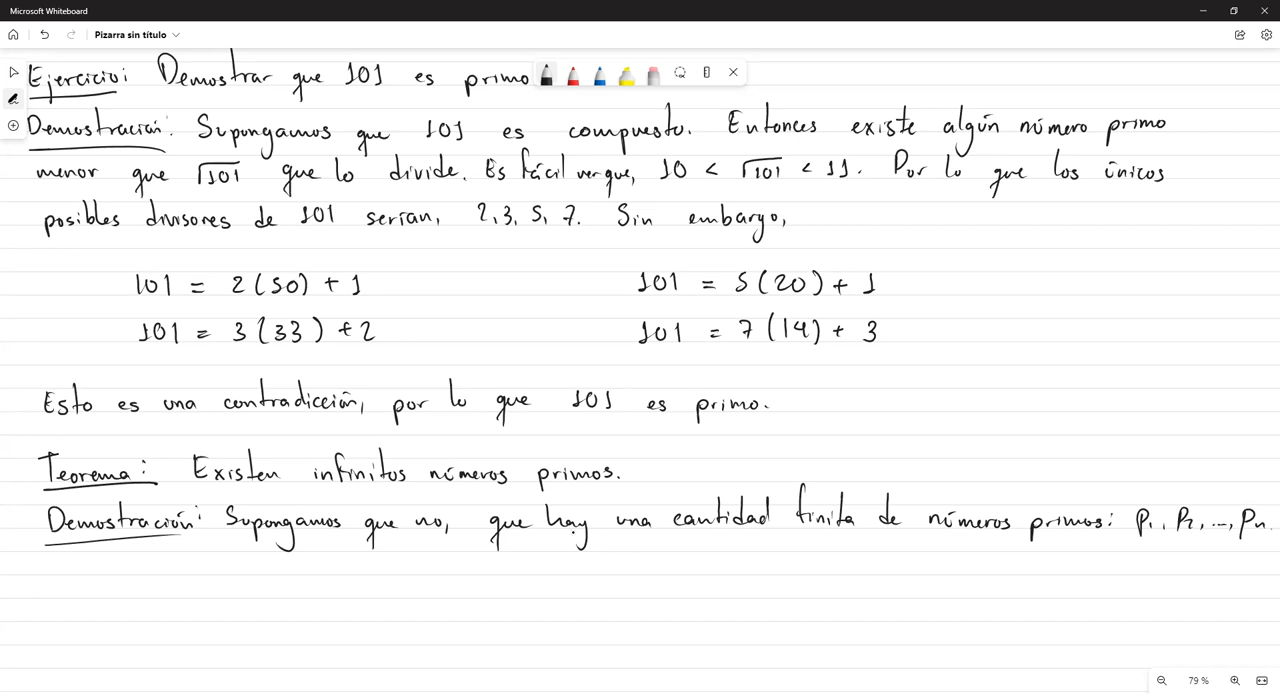 Microsoft Whiteboard
Pizarra sin título
Ejercicio: Demostrar que 101 es primo
Demostración: Supongamos que 101 es compuesto. Entonces existe algún número primo
menor que √101 que lo divide. Es fácil ver que, 10 < √101 < 11. Por lo que los únicos
posibles divisores de 101 serían, 2, 3, 5, 7. Sin embargo,
101 = 2(50) + 1 101 = 5(20) + 1
101 = 3(33) + 2 101 = 7(14) + 3
Esto es una contradicción, por lo que 101 es primo.
Teorema: Existen infinitos números primos.
Demostración: Supongamos que no, que hay una cantidad finita de números primos: p₁, p₂, ..., pₙ.
79 %